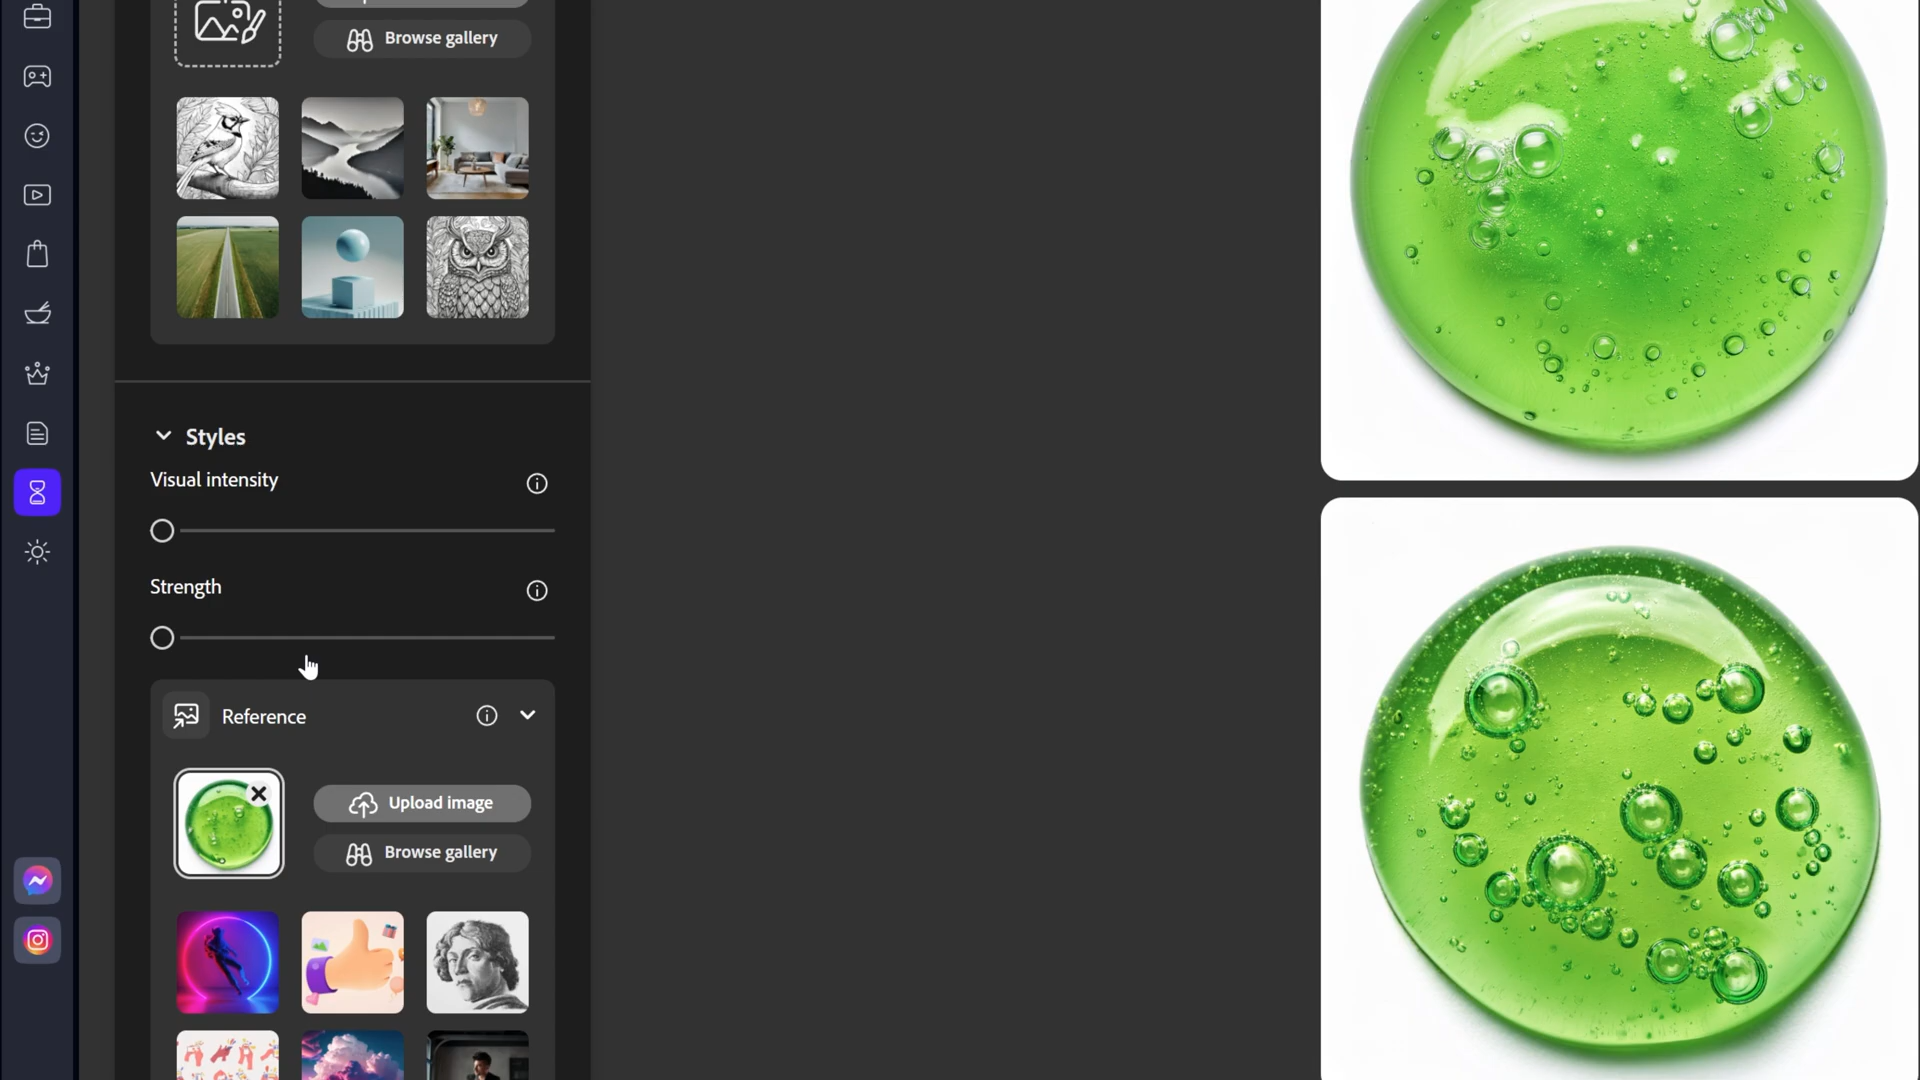 Browse gallery
Styles
Visual intensity
Strength
Reference
Upload image
Browse gallery